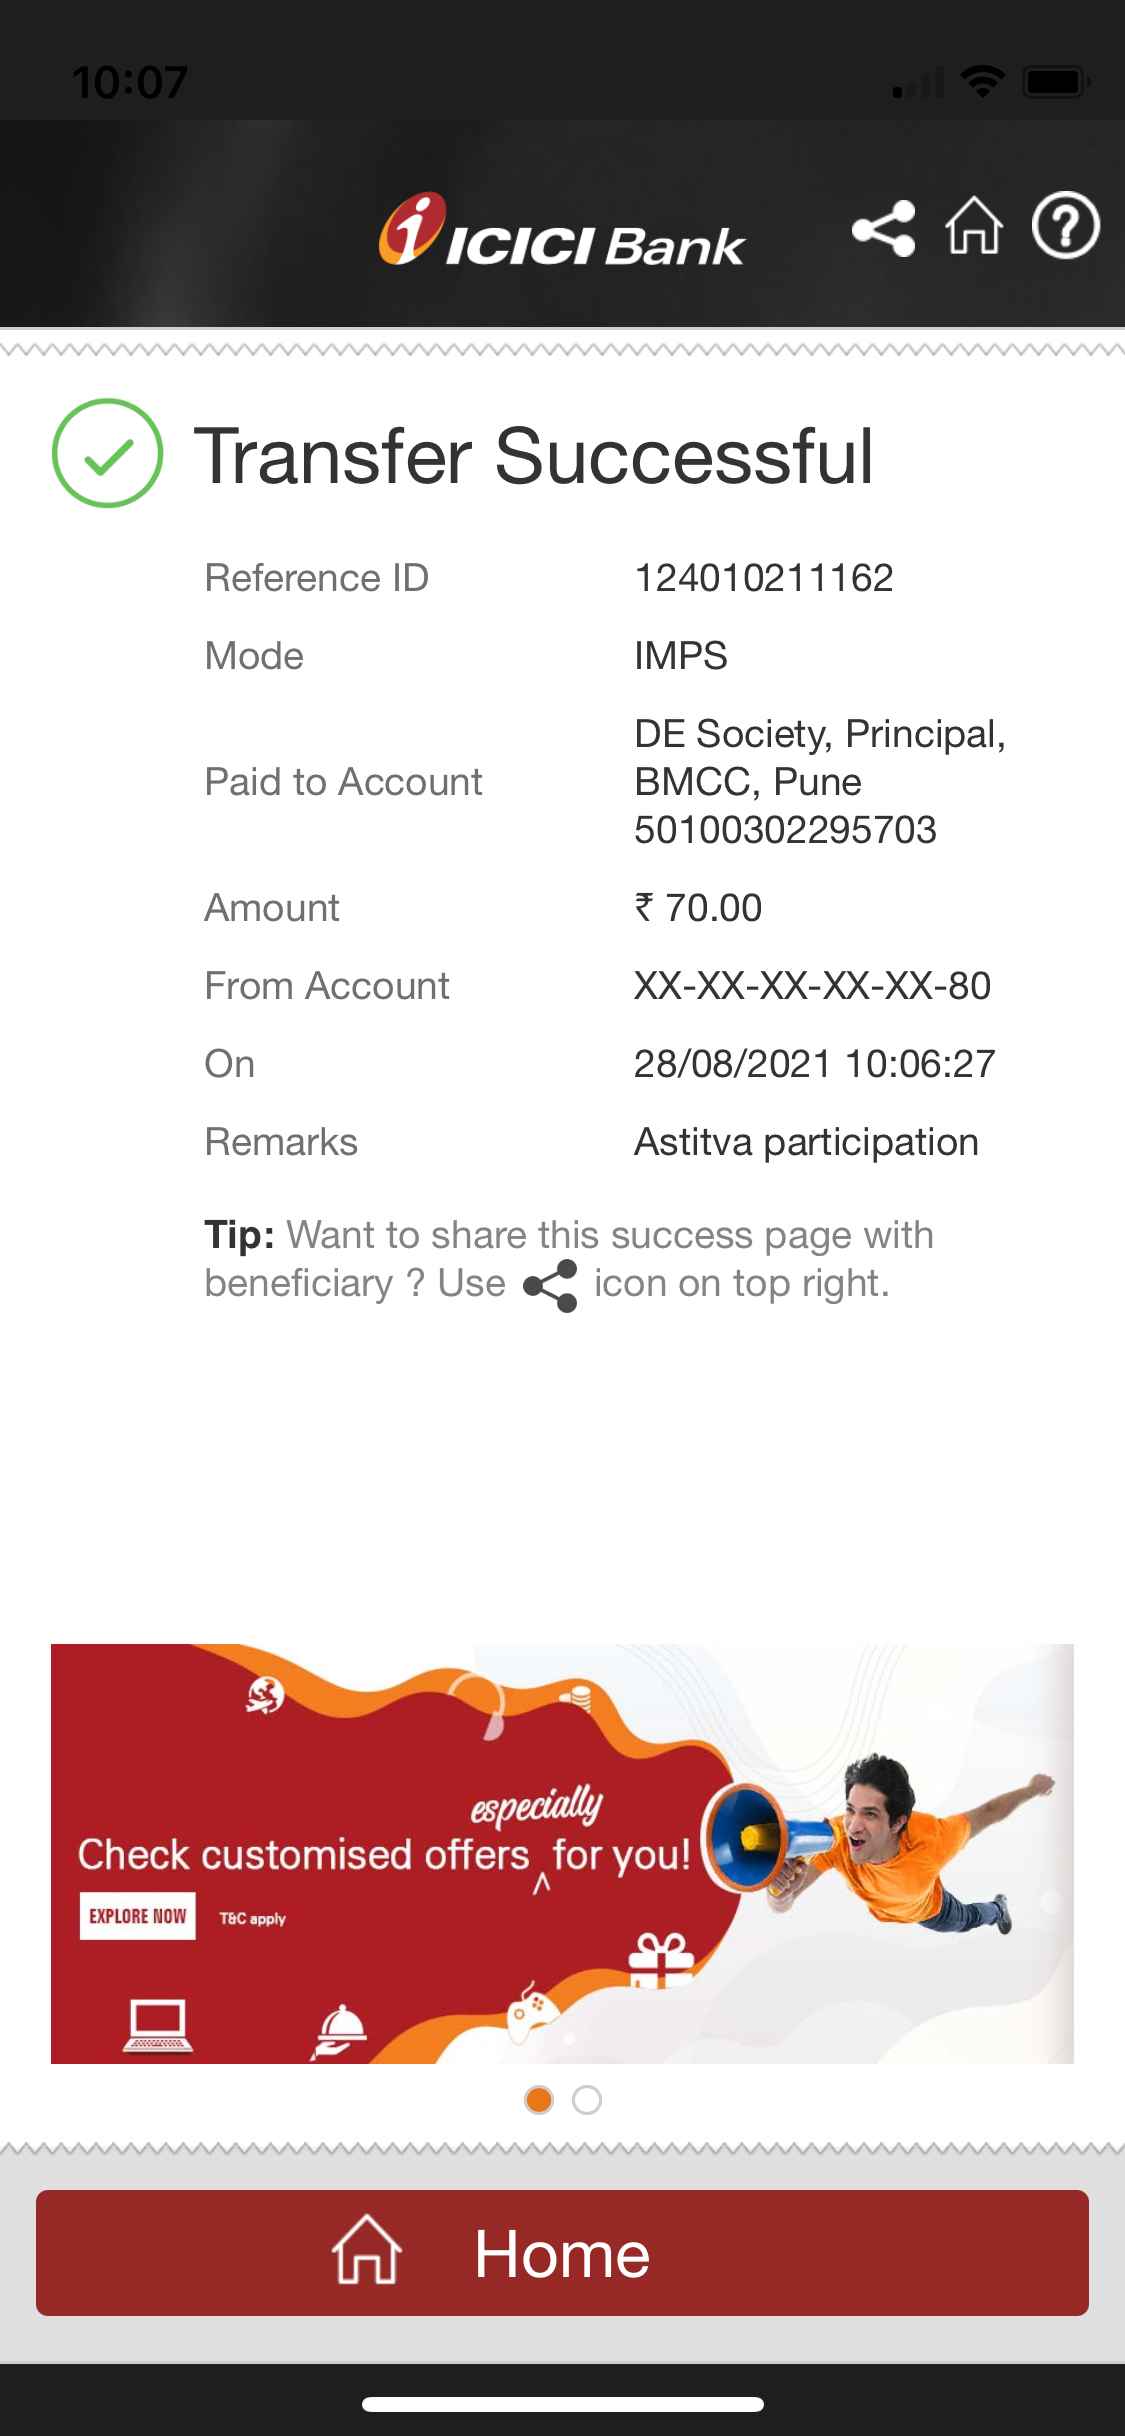 10:07
ICICI Bank
Transfer Successful
Reference ID 124010211162
Mode IMPS
Paid to Account DE Society, Principal,
BMCC, Pune
50100302295703
Amount ₹ 70.00
From Account XX-XX-XX-XX-XX-80
On 28/08/2021 10:06:27
Remarks Astitva participation
Tip: Want to share this success page with
beneficiary ? Use icon on top right.
especially
Check customised offers ^ for you!
EXPLORE NOW T&C apply
Home